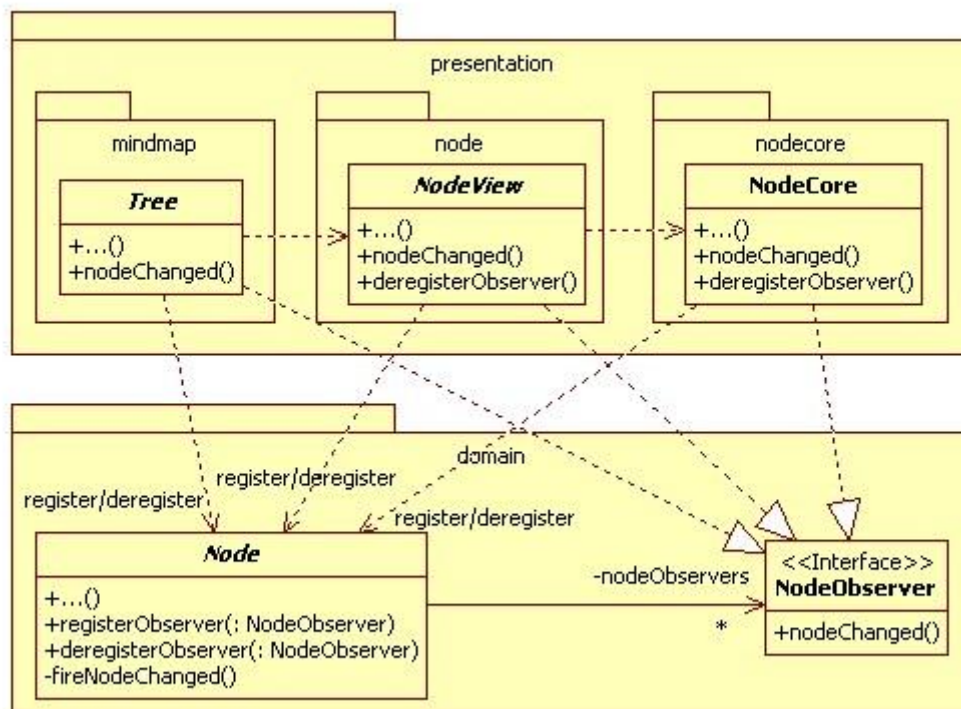 presentation
mindmap
Tree
+...()
+nodeChanged()
node
NodeView
+...()
+nodeChanged()
+deregisterObserver()
nodecore
NodeCore
+...()
+nodeChanged()
+deregisterObserver()
domain
register/deregister
register/deregister
register/deregister
Node
+...()
+registerObserver(: NodeObserver)
+deregisterObserver(: NodeObserver)
-fireNodeChanged()
-nodeObservers
*
<<Interface>>
NodeObserver
+nodeChanged()